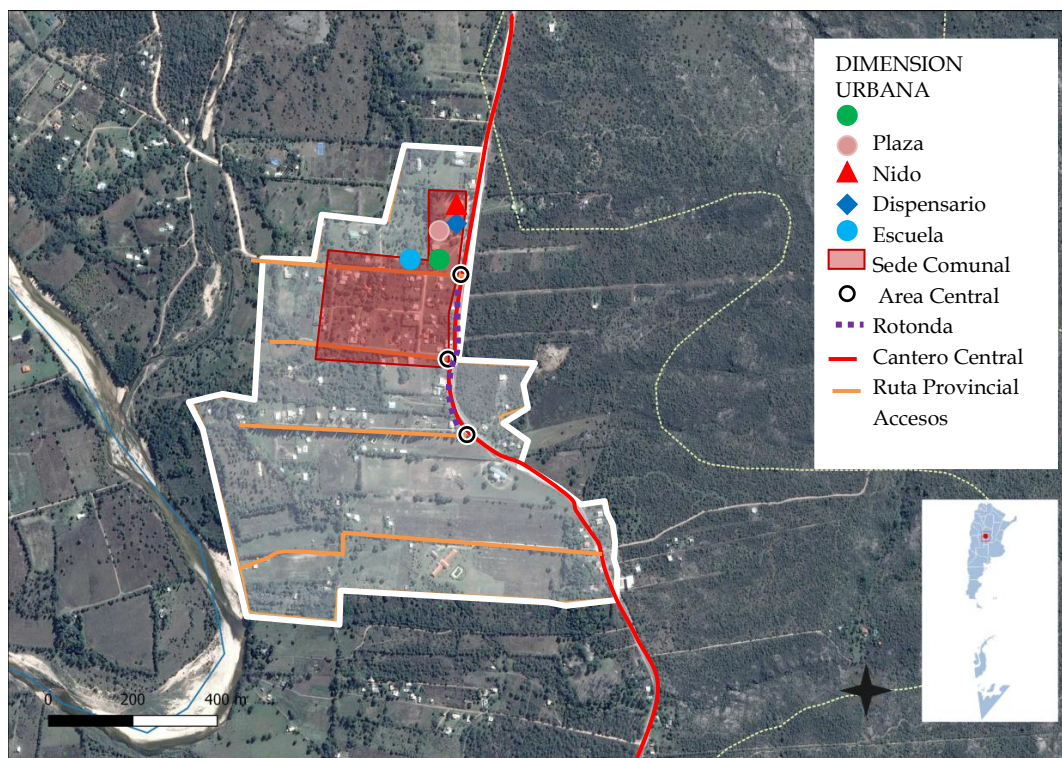 DIMENSION
URBANA
Plaza
Nido
Dispensario
Escuela
Sede Comunal
Area Central
Rotonda
Cantero Central
Ruta Provincial
Accesos
0 200 400 m